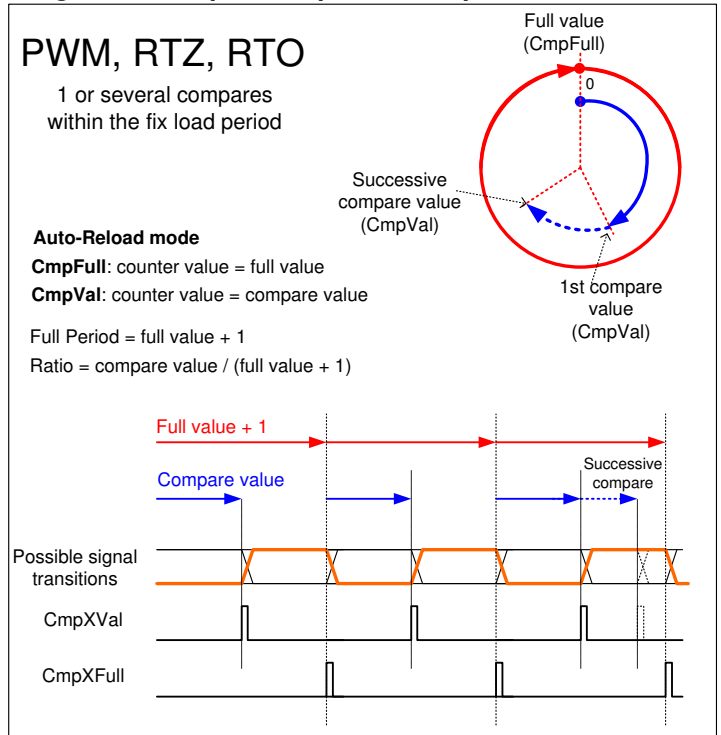 PWM, RTZ, RTO
1 or several compares
within the fix load period
Full value
(CmpFull)
0
Successive
compare value
(CmpVal)
1st compare
value
(CmpVal)
Auto-Reload mode
CmpFull: counter value = full value
CmpVal: counter value = compare value
Full Period = full value + 1
Ratio = compare value / (full value + 1)
Full value + 1
Compare value
Successive
compare
Possible signal
transitions
CmpXVal
CmpXFull